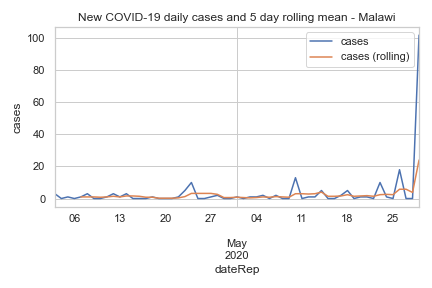 New COVID-19 daily cases and 5 day rolling mean - Malawi
cases
cases (rolling)
100
80
60
40
20
0
cases
06
13
20
27
04
11
18
25
May
2020
dateRep